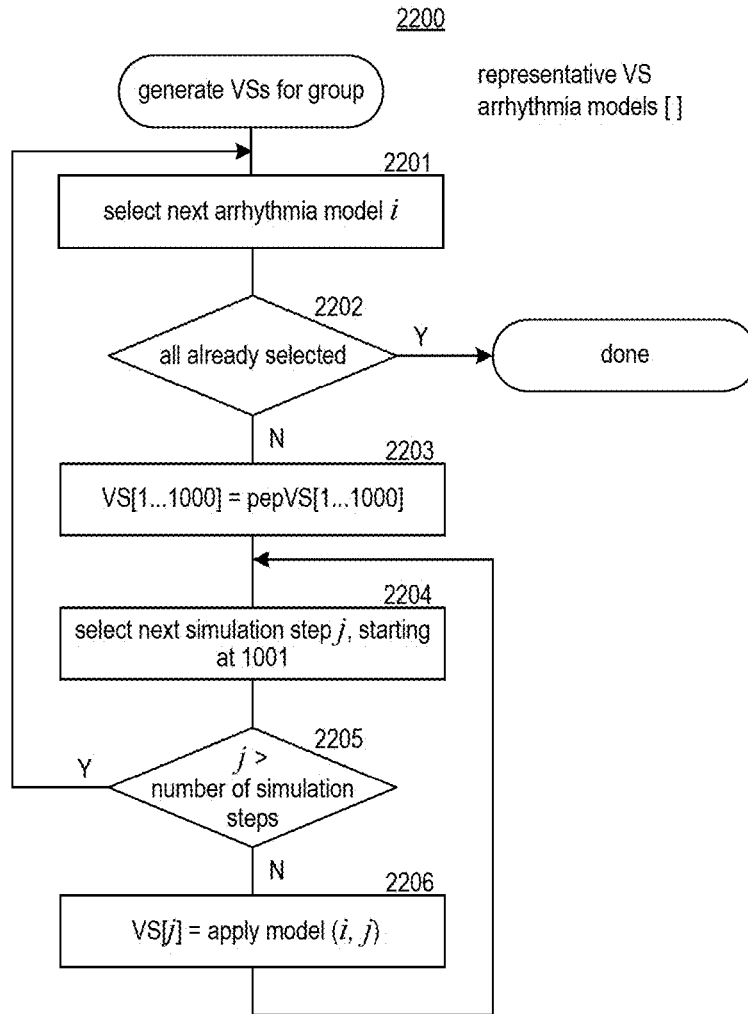 2200
generate VSs for group
representative VS
arrhythmia models [ ]
2201
select next arrhythmia model i
2202
all already selected
Y
done
N
2203
VS[1...1000] = pepVS[1...1000]
2204
select next simulation step j, starting
at 1001
2205
j >
number of simulation
steps
Y
N
2206
VS[j] = apply model (i, j)